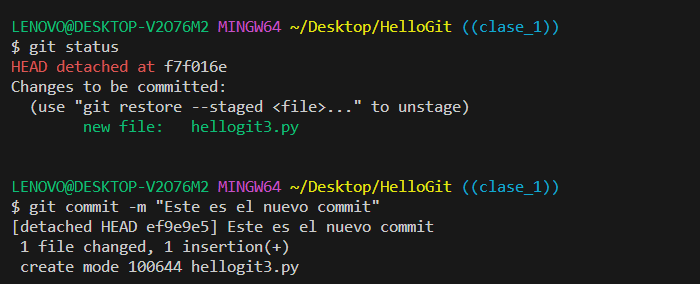 LENOVO@DESKTOP-V2O76M2 MINGW64 ~/Desktop/HelloGit ((clase_1))
$ git status
HEAD detached at f7f016e
Changes to be committed:
  (use "git restore --staged <file>..." to unstage)
        new file:   hellogit3.py
LENOVO@DESKTOP-V2O76M2 MINGW64 ~/Desktop/HelloGit ((clase_1))
$ git commit -m "Este es el nuevo commit"
[detached HEAD ef9e9e5] Este es el nuevo commit
 1 file changed, 1 insertion(+)
 create mode 100644 hellogit3.py